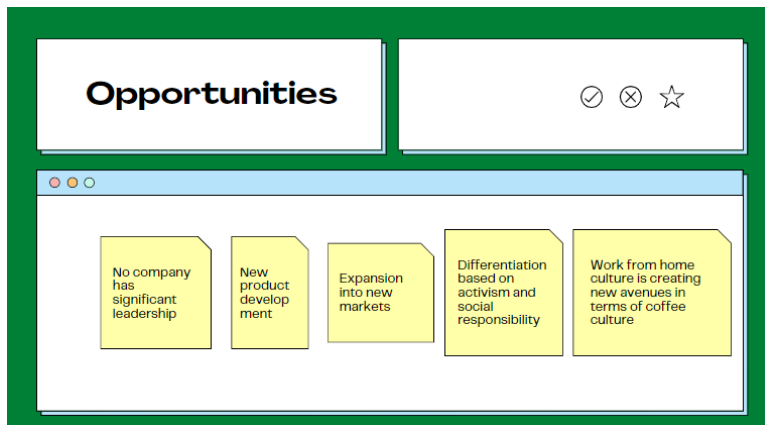 Opportunities
No company
has
significant
leadership
New
product
develop
ment
Expansion
into new
markets
Differentiation
based on
activism and
social
responsibility
Work from home
culture is creating
new avenues in
terms of coffee
culture